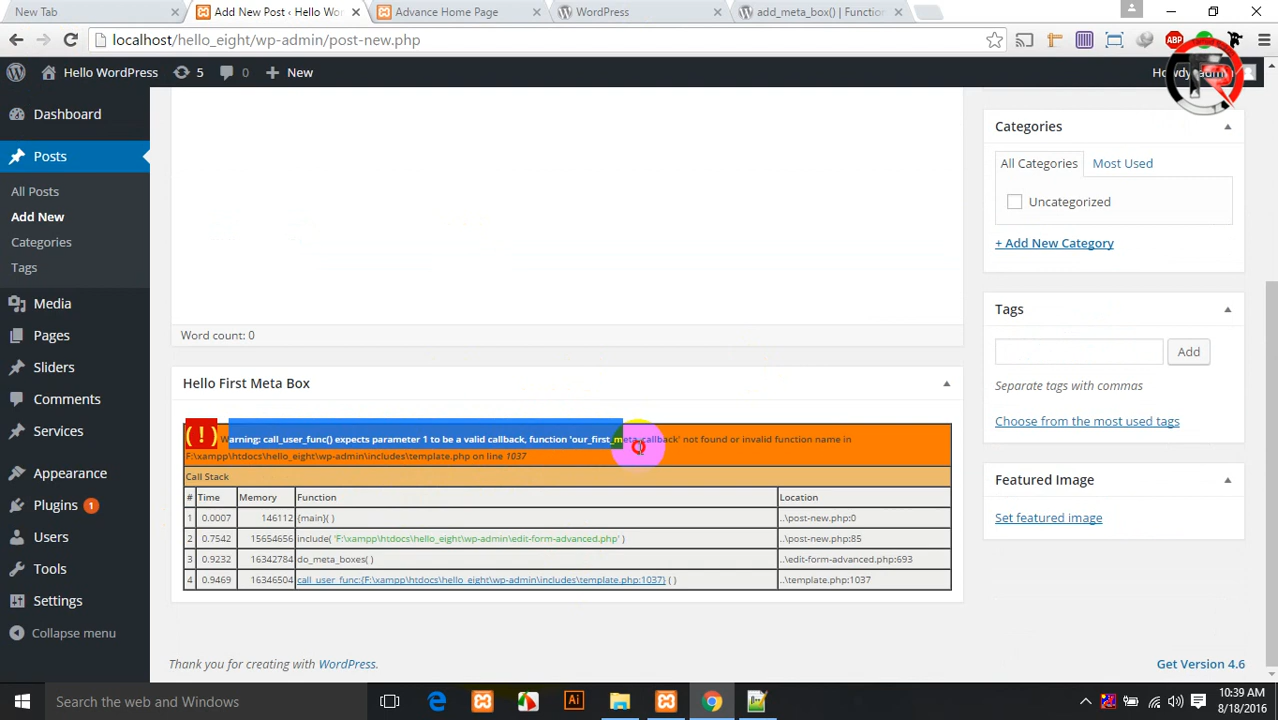 New Tab
Add New Post ‹ Hello Wo
Advance Home Page
WordPress
add_meta_box() | Function
localhost/hello_eight/wp-admin/post-new.php
ABP
Hello WordPress
5
0
New
Howdy, admin
Dashboard
Posts
All Posts
Add New
Categories
Tags
Media
Pages
Sliders
Comments
Services
Appearance
Plugins 1
Users
Tools
Settings
Collapse menu
Word count: 0
Hello First Meta Box
( ! ) Warning: call_user_func() expects parameter 1 to be a valid callback, function 'our_first_meta_callback' not found or invalid function name in
F:\xampp\htdocs\hello_eight\wp-admin\includes\template.php on line 1037
Call Stack
# Time Memory Function Location
1 0.0007 146112 {main}( ) ..\post-new.php:0
2 0.7542 15654656 include( 'F:\xampp\htdocs\hello_eight\wp-admin\edit-form-advanced.php' ) ..\post-new.php:85
3 0.9232 16342784 do_meta_boxes( ) ..\edit-form-advanced.php:693
4 0.9469 16346504 call_user_func:{F:\xampp\htdocs\hello_eight\wp-admin\includes\template.php:1037} ( ) ..\template.php:1037
Categories
All Categories Most Used
Uncategorized
+ Add New Category
Tags
Add
Separate tags with commas
Choose from the most used tags
Featured Image
Set featured image
Thank you for creating with WordPress.
Get Version 4.6
Search the web and Windows
Ai
10:39 AM
8/18/2016